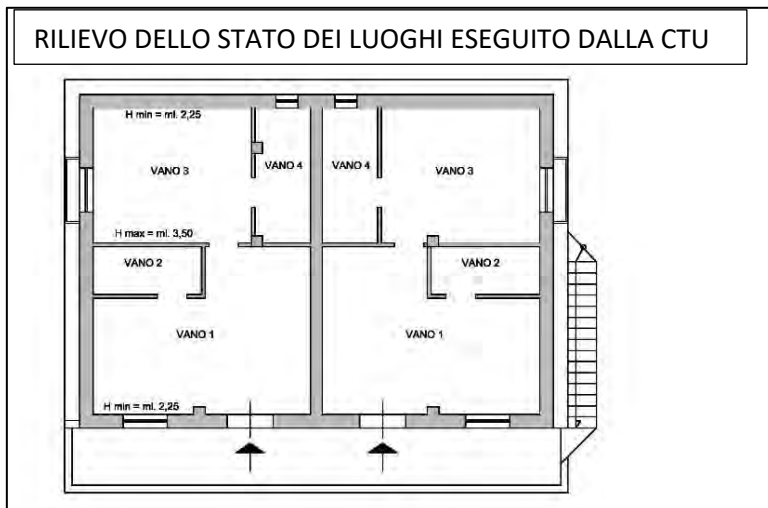 RILIEVO DELLO STATO DEI LUOGHI ESEGUITO DALLA CTU
H min = ml. 2,25
VANO 3
VANO 4
VANO 4
VANO 3
H max = ml. 3,50
VANO 2
VANO 2
VANO 1
VANO 1
H min = ml. 2,25